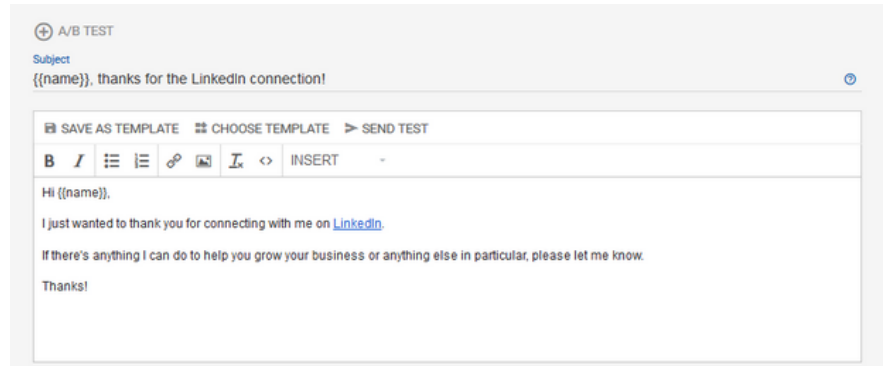 A/B TEST
Subject
{{name}}, thanks for the LinkedIn connection!
SAVE AS TEMPLATE CHOOSE TEMPLATE SEND TEST
B I INSERT
Hi {{name}},
I just wanted to thank you for connecting with me on LinkedIn.
If there's anything I can do to help you grow your business or anything else in particular, please let me know.
Thanks!